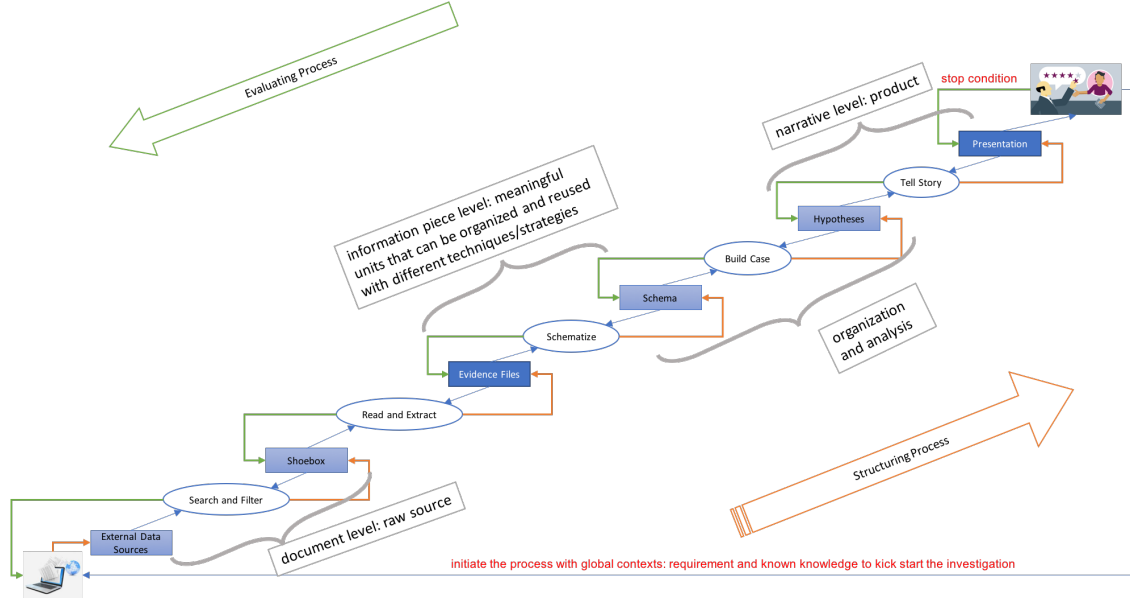 Evaluating Process
stop condition
narrative level: product
Presentation
Tell Story
information piece level: meaningful
units that can be organized and reused
with different techniques/strategies
Hypotheses
Build Case
Schema
organization
and analysis
Schematize
Evidence Files
Read and Extract
Structuring Process
Shoebox
Search and Filter
document level: raw source
External Data
Sources
initiate the process with global contexts: requirement and known knowledge to kick start the investigation